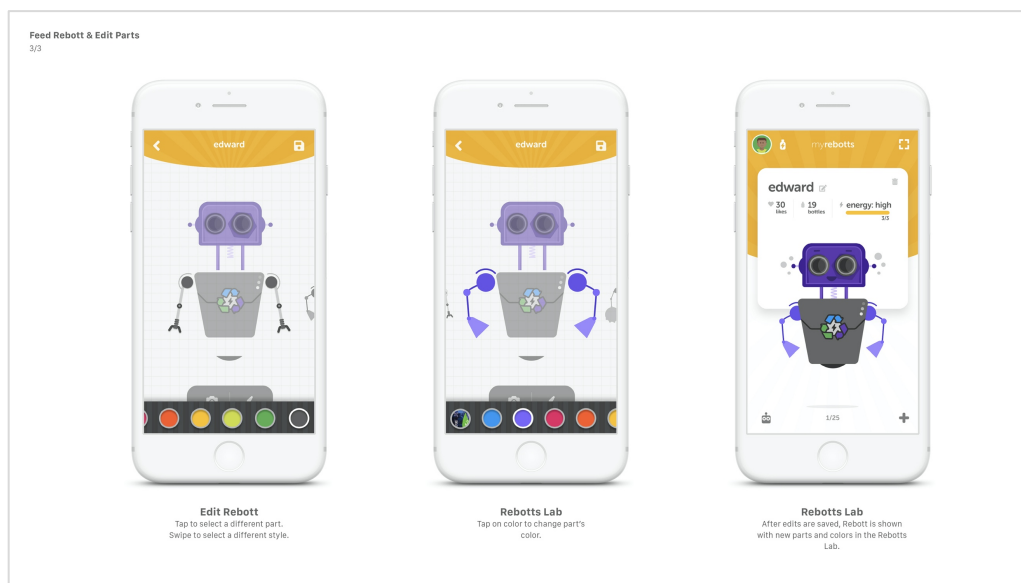 Feed Rebott & Edit Parts
3/3
edward
edward
myrebotts
edward
30
likes
19
bottles
energy: high
3/3
1/25
Edit Rebott
Tap to select a different part.
Swipe to select a different style.
Rebotts Lab
Tap on color to change part's
color.
Rebotts Lab
After edits are saved, Rebott is shown
with new parts and colors in the Rebotts
Lab.